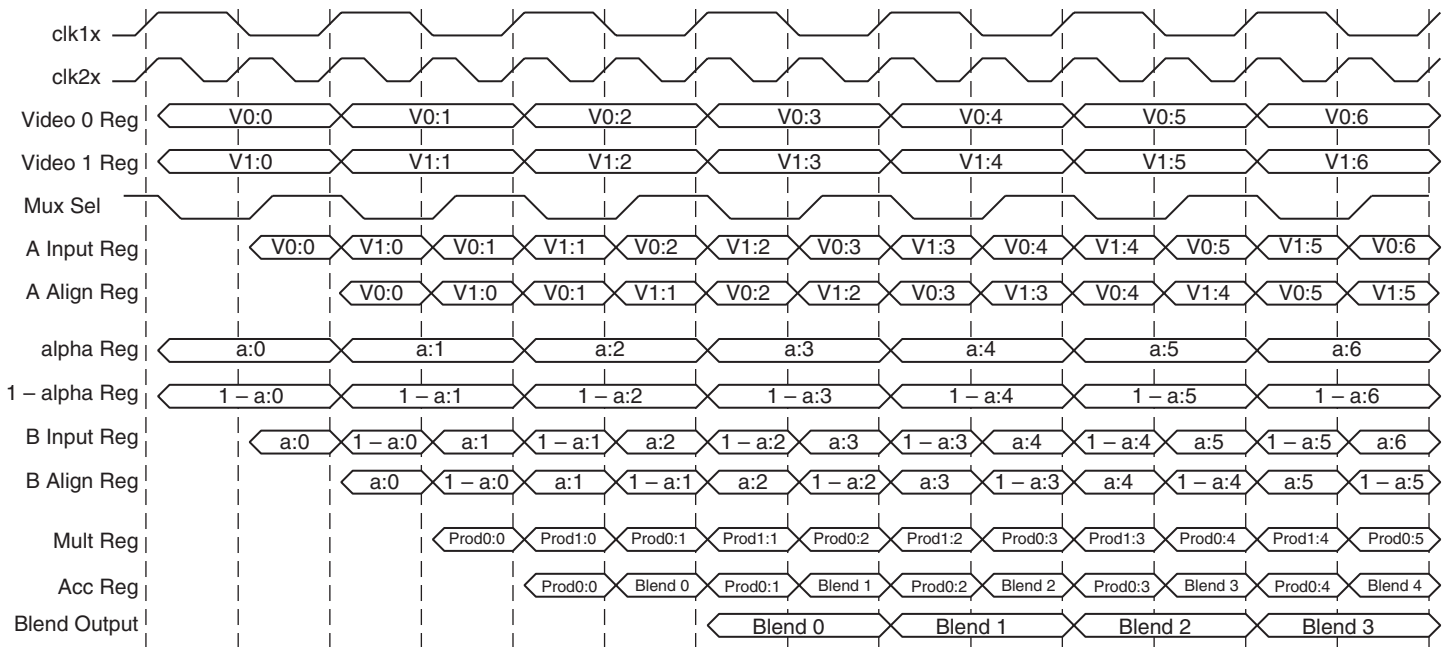 clk1x
clk2x
Video 0 Reg V0:0 V0:1 V0:2 V0:3 V0:4 V0:5 V0:6
Video 1 Reg V1:0 V1:1 V1:2 V1:3 V1:4 V1:5 V1:6
Mux Sel
A Input Reg V0:0 V1:0 V0:1 V1:1 V0:2 V1:2 V0:3 V1:3 V0:4 V1:4 V0:5 V1:5 V0:6
A Align Reg V0:0 V1:0 V0:1 V1:1 V0:2 V1:2 V0:3 V1:3 V0:4 V1:4 V0:5 V1:5
alpha Reg a:0 a:1 a:2 a:3 a:4 a:5 a:6
1 – alpha Reg 1 – a:0 1 – a:1 1 – a:2 1 – a:3 1 – a:4 1 – a:5 1 – a:6
B Input Reg a:0 1 – a:0 a:1 1 – a:1 a:2 1 – a:2 a:3 1 – a:3 a:4 1 – a:4 a:5 1 – a:5 a:6
B Align Reg a:0 1 – a:0 a:1 1 – a:1 a:2 1 – a:2 a:3 1 – a:3 a:4 1 – a:4 a:5 1 – a:5
Mult Reg Prod0:0 Prod1:0 Prod0:1 Prod1:1 Prod0:2 Prod1:2 Prod0:3 Prod1:3 Prod0:4 Prod1:4 Prod0:5
Acc Reg Prod0:0 Blend 0 Prod0:1 Blend 1 Prod0:2 Blend 2 Prod0:3 Blend 3 Prod0:4 Blend 4
Blend Output Blend 0 Blend 1 Blend 2 Blend 3